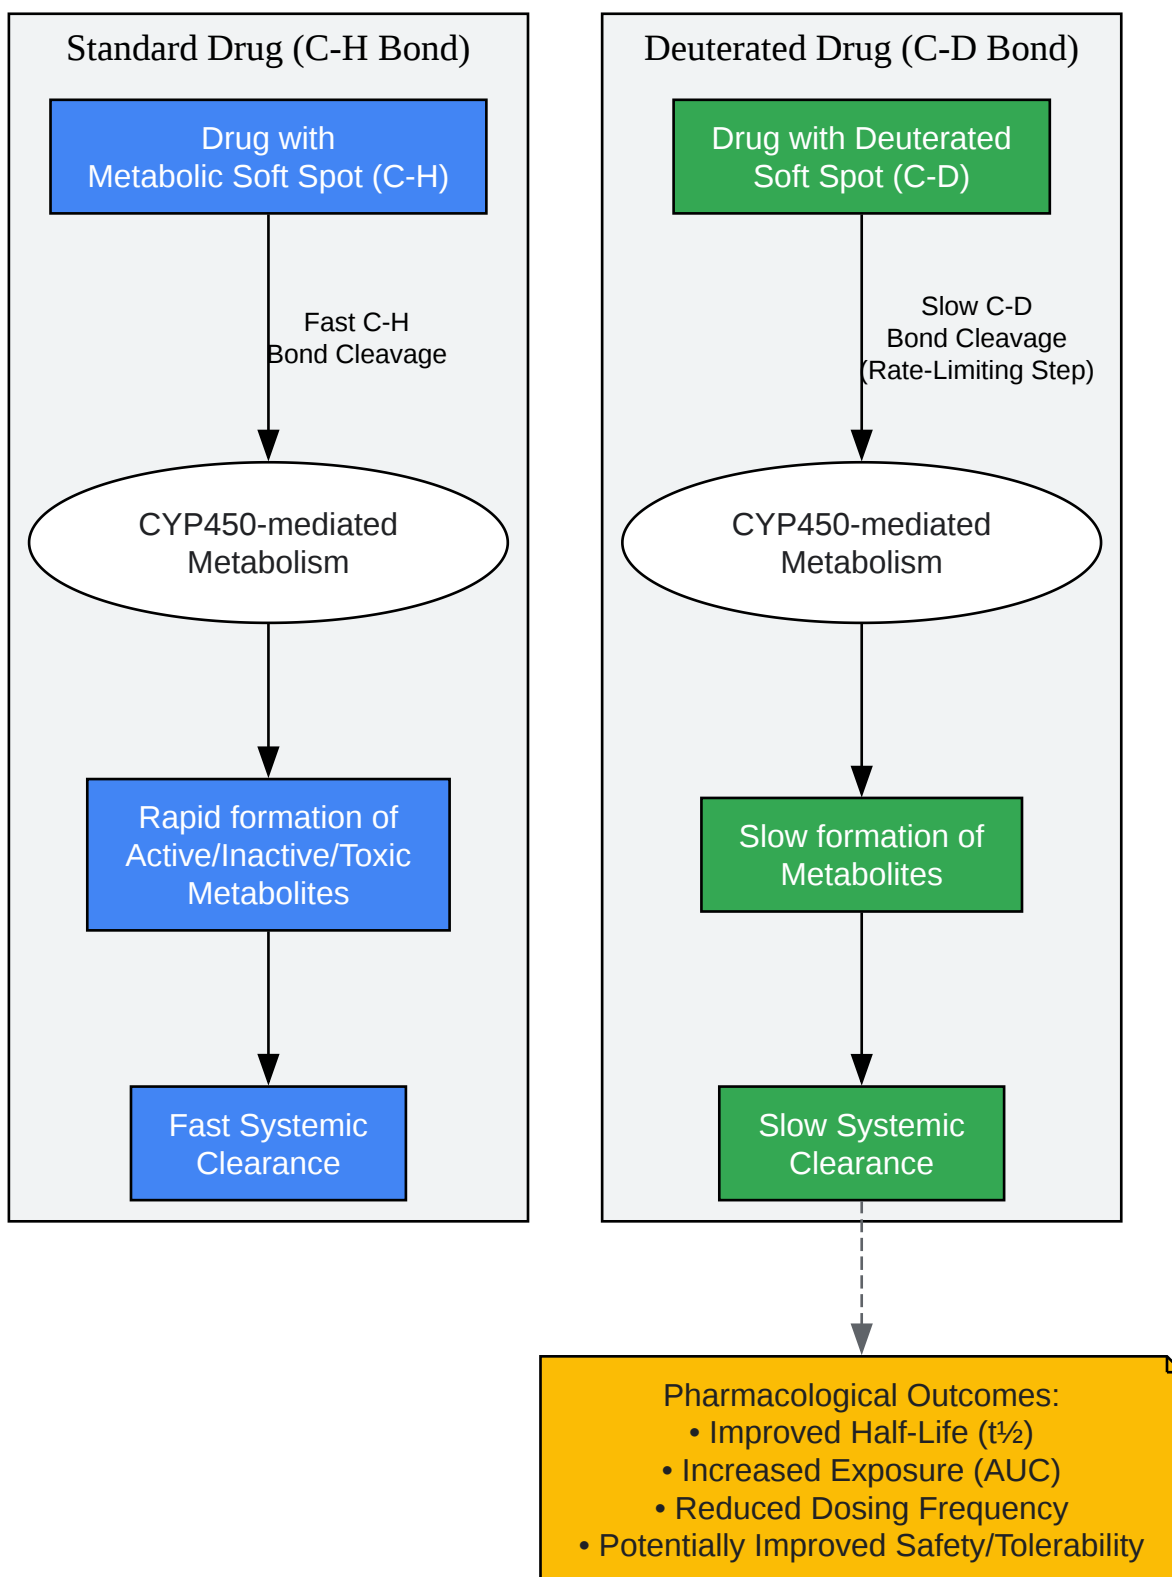 Standard Drug (C-H Bond)
Drug with
Metabolic Soft Spot (C-H)
Fast C-H
Bond Cleavage
CYP450-mediated
Metabolism
Rapid formation of
Active/Inactive/Toxic
Metabolites
Fast Systemic
Clearance
Deuterated Drug (C-D Bond)
Drug with Deuterated
Soft Spot (C-D)
Slow C-D
Bond Cleavage
(Rate-Limiting Step)
CYP450-mediated
Metabolism
Slow formation of
Metabolites
Slow Systemic
Clearance
Pharmacological Outcomes:
• Improved Half-Life (t½)
• Increased Exposure (AUC)
• Reduced Dosing Frequency
• Potentially Improved Safety/Tolerability